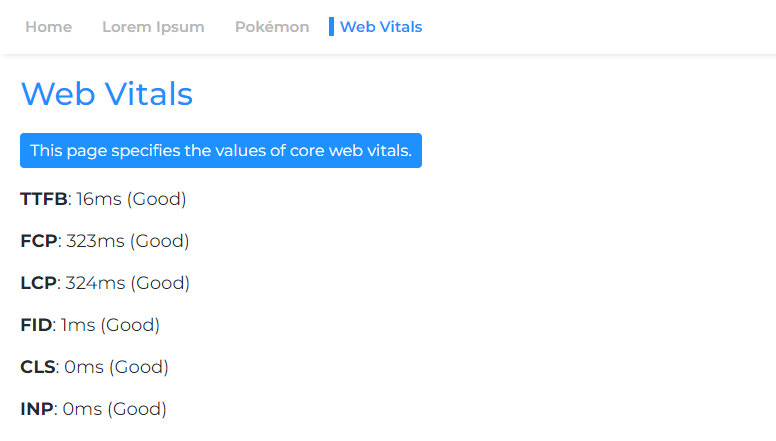 Home Lorem Ipsum Pokémon Web Vitals
Web Vitals
This page specifies the values of core web vitals.
TTFB: 16ms (Good)
FCP: 323ms (Good)
LCP: 324ms (Good)
FID: 1ms (Good)
CLS: 0ms (Good)
INP: 0ms (Good)